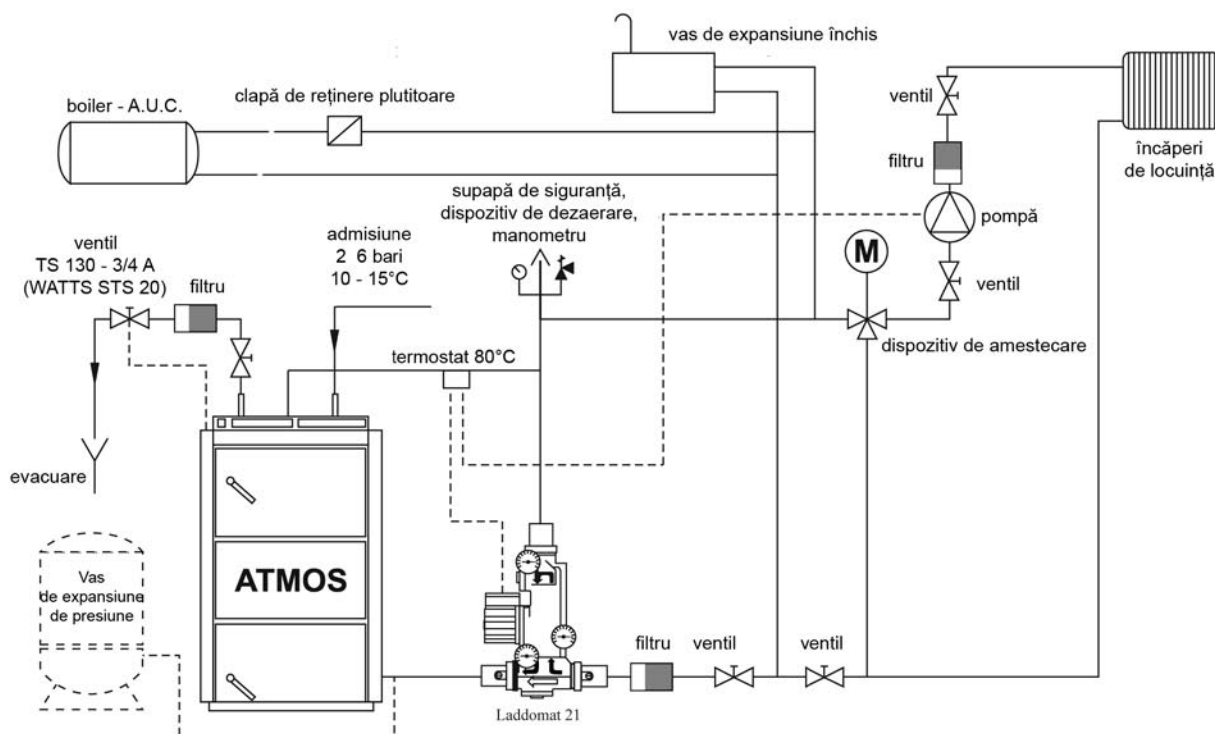 vas de expansiune închis
boiler - A.U.C.
clapă de reținere plutitoare
ventil
filtru
încăperi
de locuință
supapă de siguranță,
dispozitiv de dezaerare,
manometru
pompă
ventil
TS 130 - 3/4 A
(WATTS STS 20)
filtru
admisiune
2 6 bari
10 - 15°C
M
ventil
dispozitiv de amestecare
termostat 80°C
evacuare
Vas
de expansiune
de presiune
ATMOS
filtru
ventil
ventil
Laddomat 21